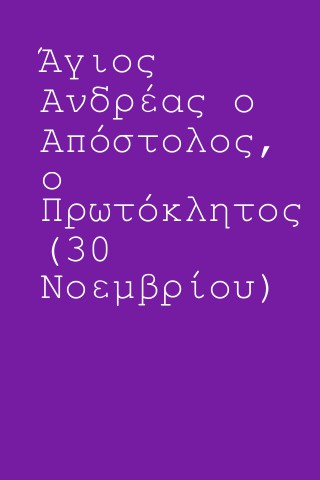 Άγιος
Ανδρέας ο
Απόστολος,
ο
Πρωτόκλητος
(30
Νοεμβρίου)